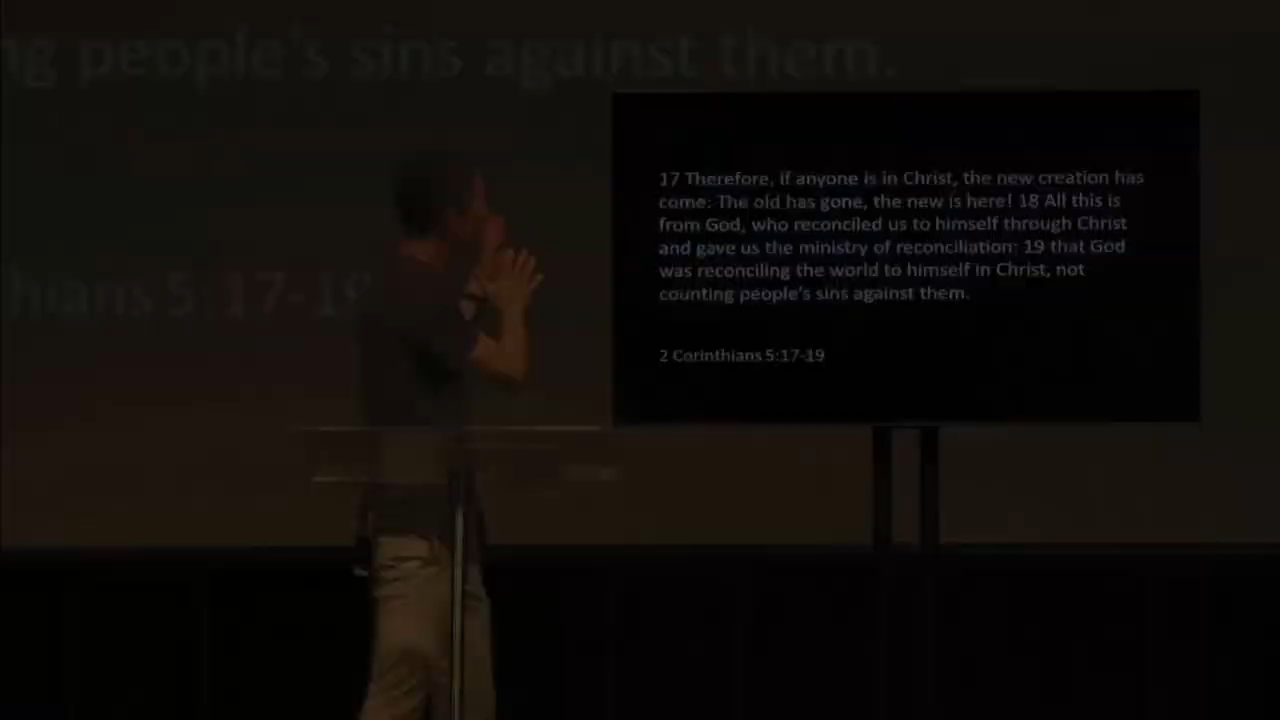 ng people's sins against them.
17 Therefore, if anyone is in Christ, the new creation has
come: The old has gone, the new is here! 18 All this is
from God, who reconciled us to himself through Christ
and gave us the ministry of reconciliation: 19 that God
was reconciling the world to himself in Christ, not
counting people's sins against them.
2 Corinthians 5:17-19
hians 5:17-19